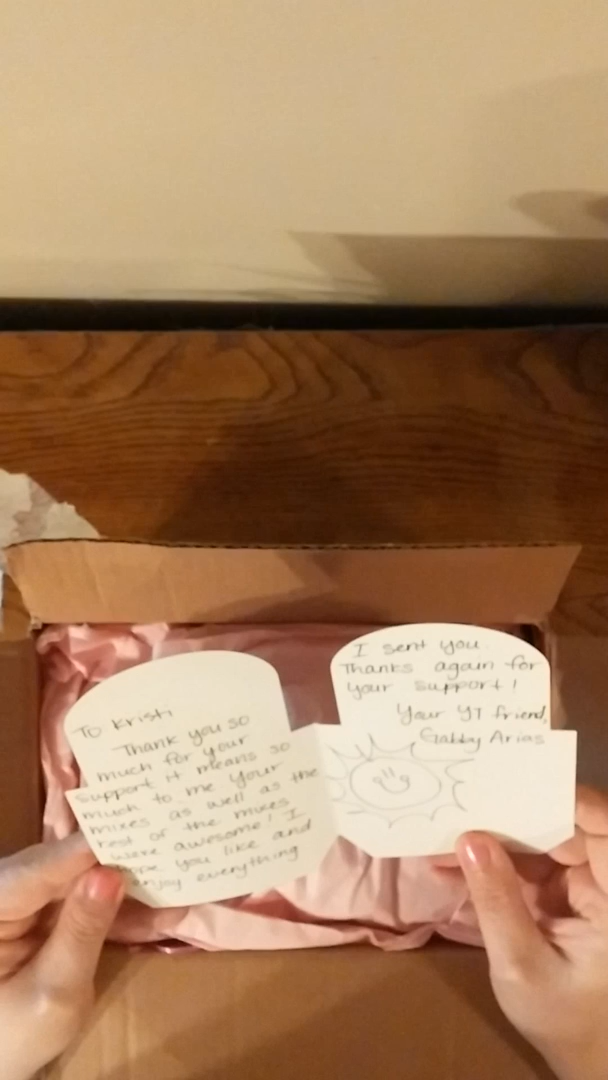 To Kristi
Thank you so
much for your
support it means so
much to me your
mixes as well as the
rest of the mixes
were awesome! I
hope you like and
enjoy everything
I sent you.
Thanks again for
your support!
Your YT friend,
Gabby Arias